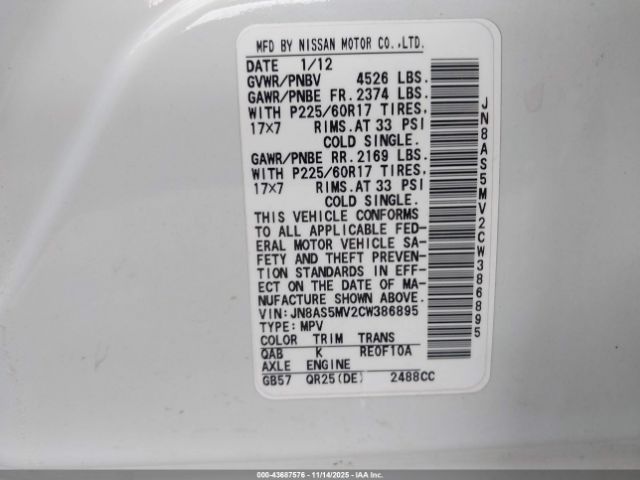 MFD BY NISSAN MOTOR CO.,LTD.
DATE 1/12
GVWR/PNBV 4526 LBS.
GAWR/PNBE FR. 2374 LBS.
WITH P225/60R17 TIRES,
17×7 RIMS.AT 33 PSI
COLD SINGLE.
GAWR/PNBE RR. 2169 LBS.
WITH P225/60R17 TIRES,
17×7 RIMS.AT 33 PSI
COLD SINGLE.
THIS VEHICLE CONFORMS
TO ALL APPLICABLE FED-
ERAL MOTOR VEHICLE SA-
FETY AND THEFT PREVEN-
TION STANDARDS IN EFF-
ECT ON THE DATE OF MA-
NUFACTURE SHOWN ABOVE.
VIN:JN8AS5MV2CW386895
TYPE:MPV
COLOR TRIM TRANS
QAB K RE0F10A
AXLE ENGINE
GB57 QR25(DE) 2488CC
JN8AS5MV2CW386895
000-43687576 - 11/14/2025 - IAA Inc.